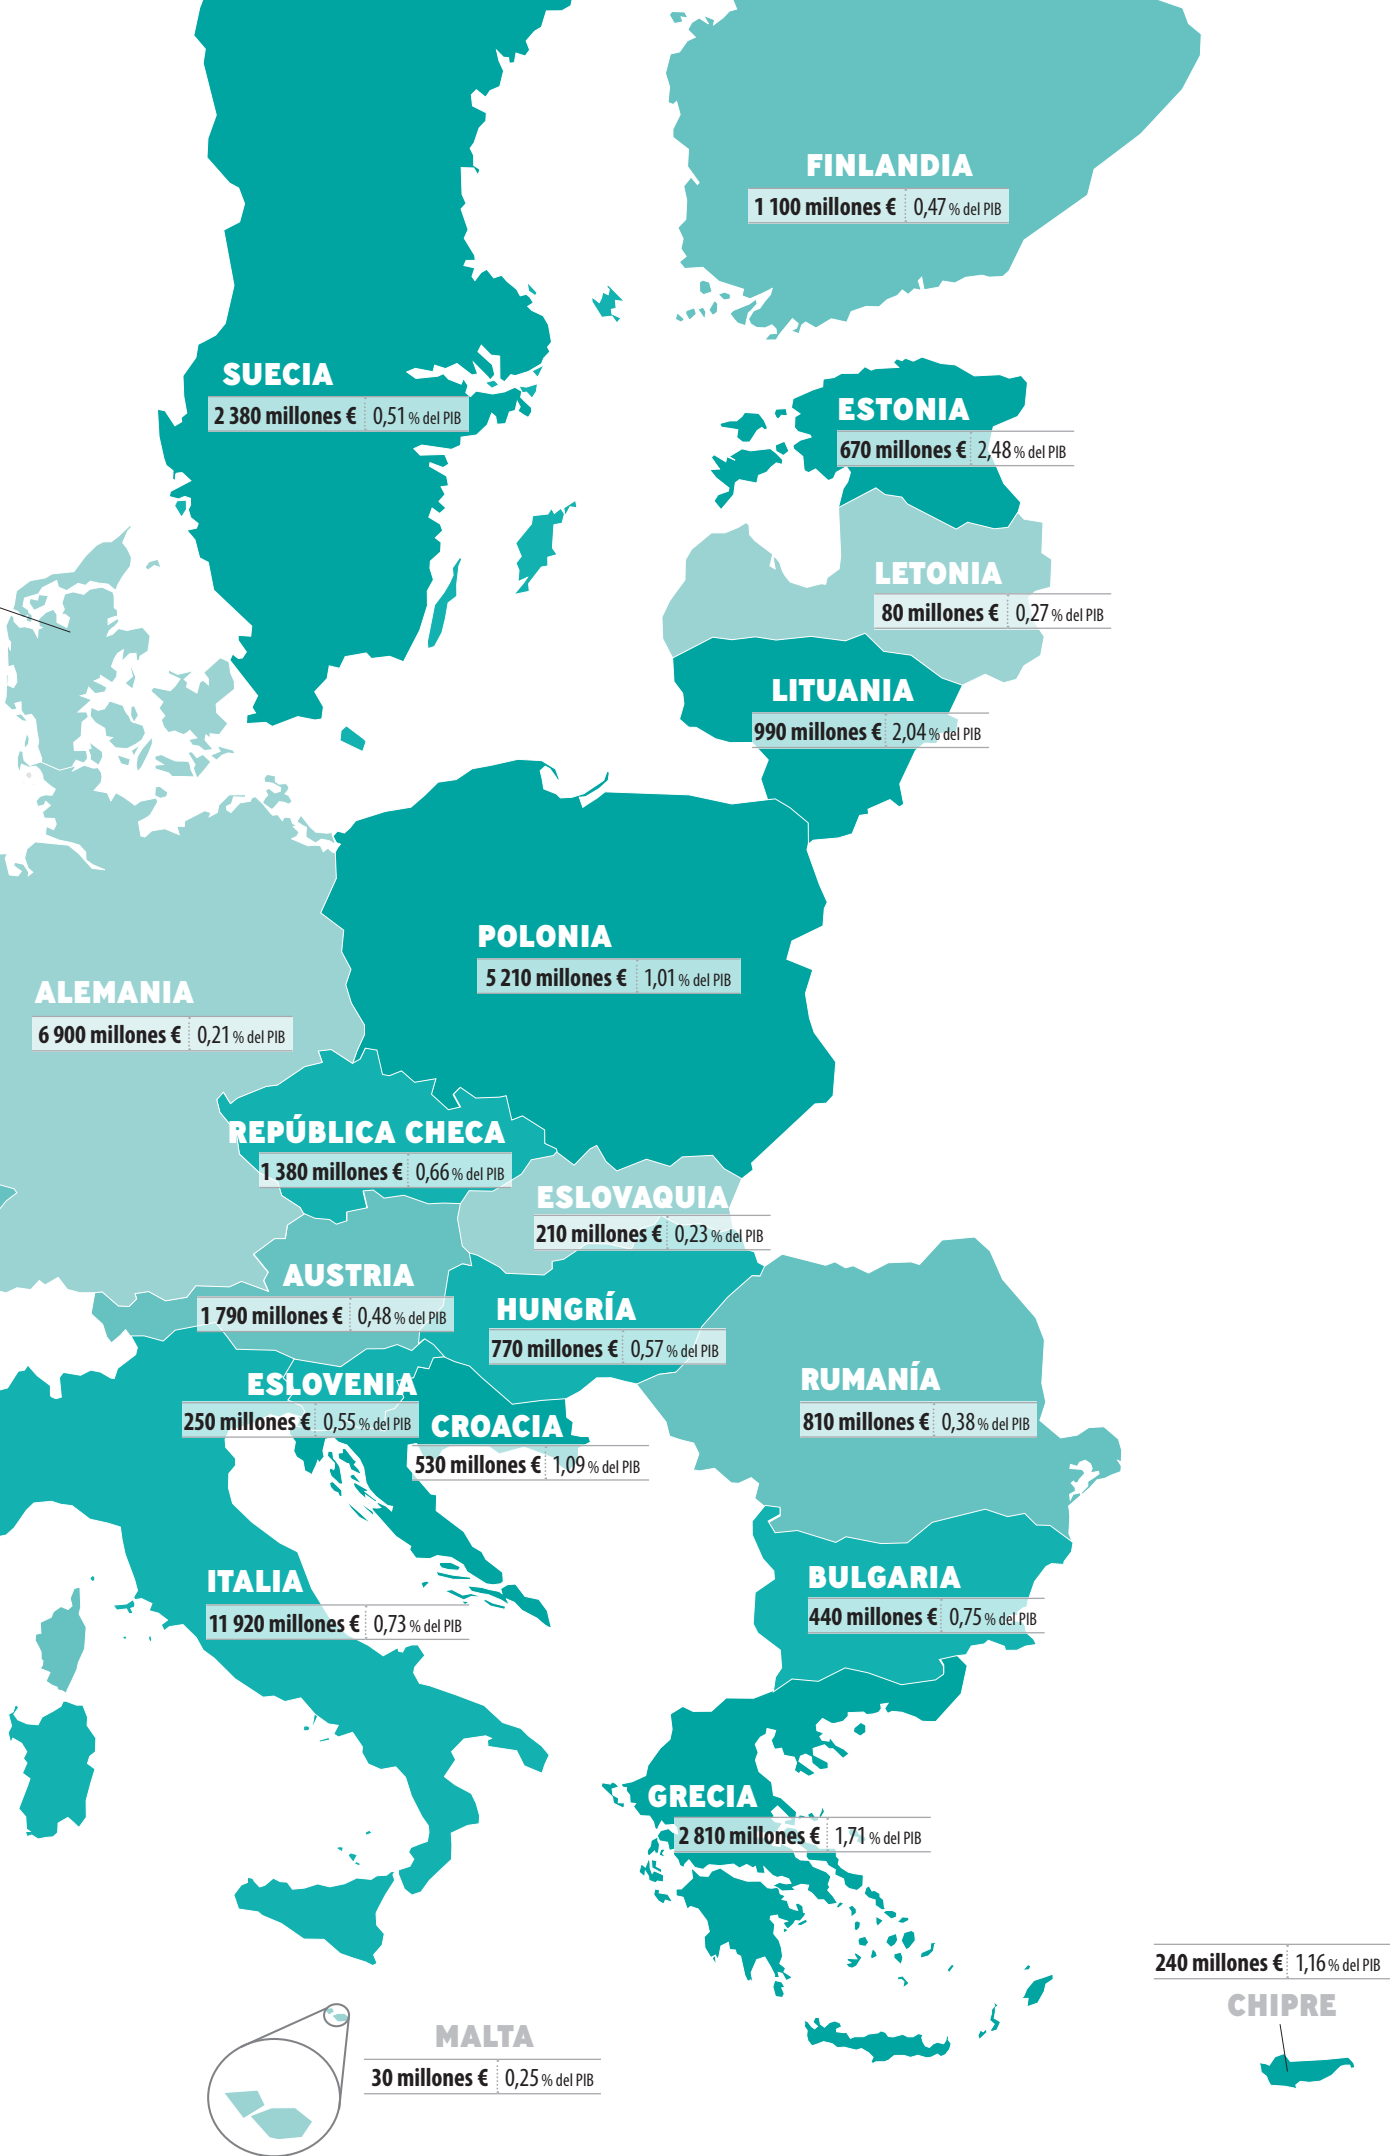 FINLANDIA
1 100 millones € 0,47 % del PIB
SUECIA
2 380 millones € 0,51 % del PIB
ESTONIA
670 millones € 2,48 % del PIB
LETONIA
80 millones € 0,27 % del PIB
LITUANIA
990 millones € 2,04 % del PIB
POLONIA
5 210 millones € 1,01 % del PIB
ALEMANIA
6 900 millones € 0,21 % del PIB
REPÚBLICA CHECA
1 380 millones € 0,66 % del PIB
ESLOVAQUIA
210 millones € 0,23 % del PIB
AUSTRIA
1 790 millones € 0,48 % del PIB
HUNGRÍA
770 millones € 0,57 % del PIB
RUMANÍA
810 millones € 0,38 % del PIB
ESLOVENIA
250 millones € 0,55 % del PIB
CROACIA
530 millones € 1,09 % del PIB
ITALIA
11 920 millones € 0,73 % del PIB
BULGARIA
440 millones € 0,75 % del PIB
GRECIA
2 810 millones € 1,71 % del PIB
240 millones € 1,16 % del PIB
CHIPRE
MALTA
30 millones € 0,25 % del PIB